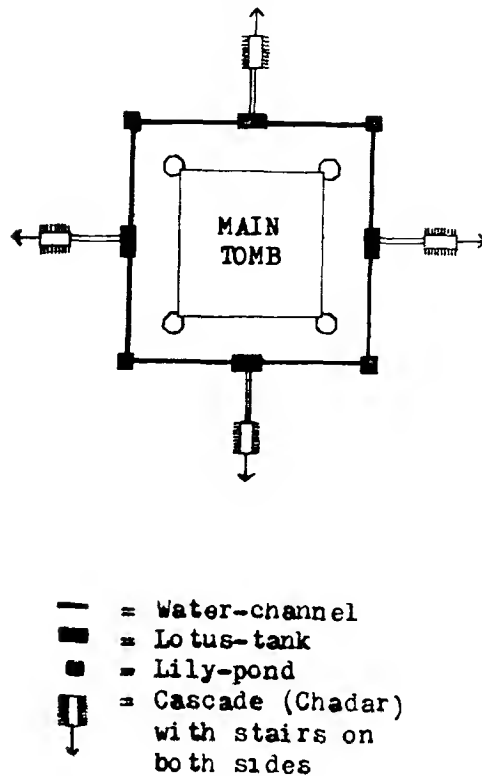 MAIN
TOMB
= Water-channel
= Lotus-tank
= Lily-pond
= Cascade (Chadar)
with stairs on
both sides